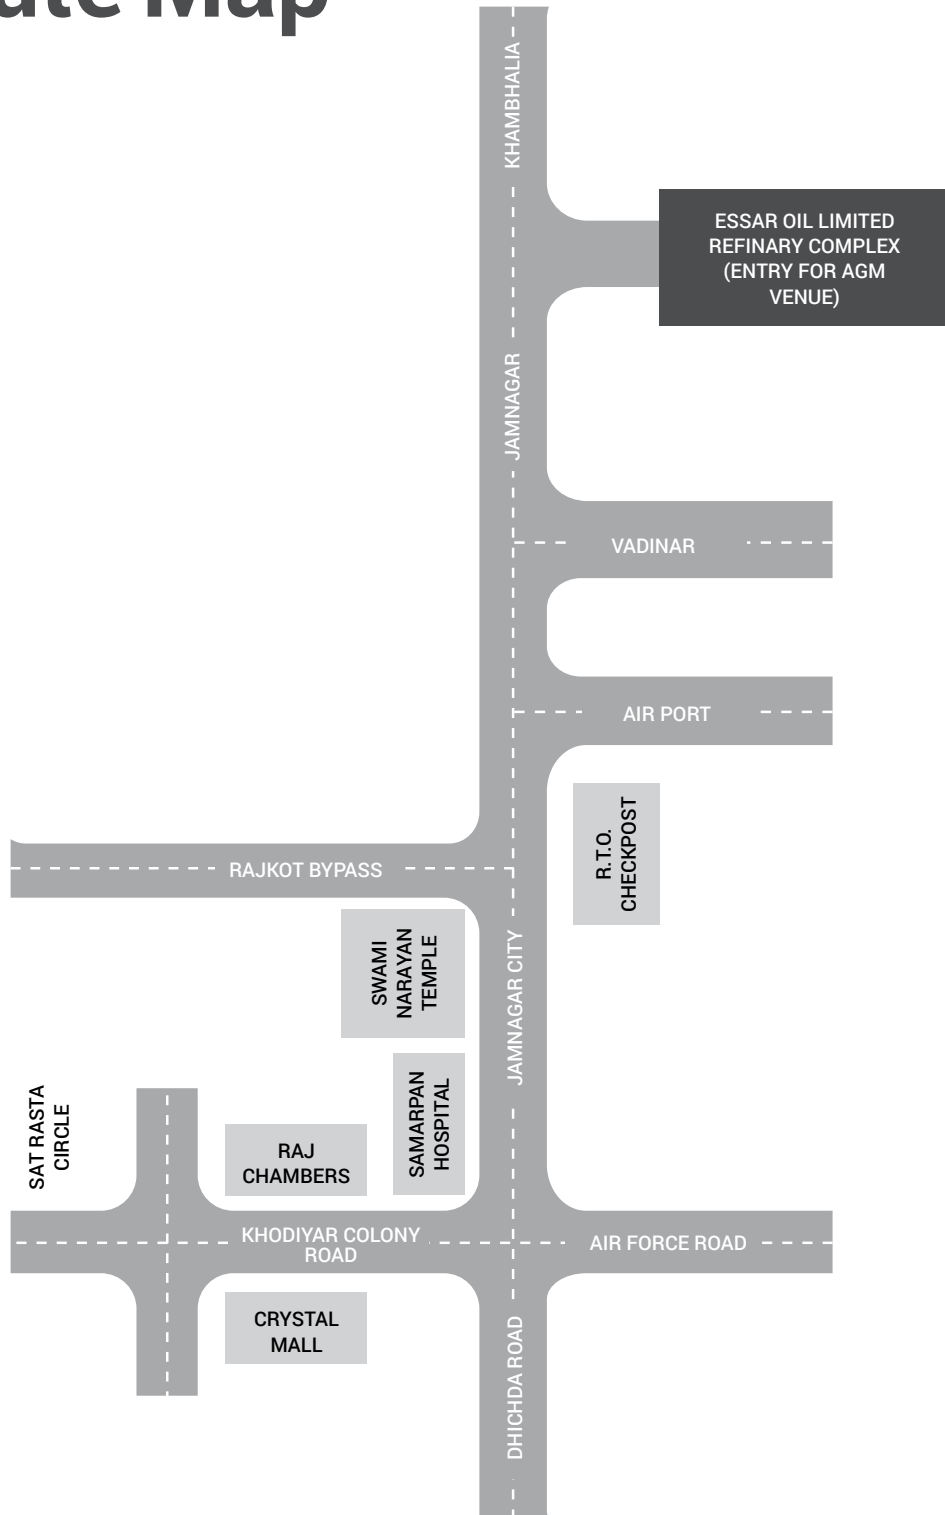 Map
KHAMBHALIA
ESSAR OIL LIMITED
REFINARY COMPLEX
(ENTRY FOR AGM
VENUE)
JAMNAGAR
VADINAR
AIR PORT
R.T.O.
CHECKPOST
RAJKOT BYPASS
SWAMI
NARAYAN
TEMPLE
JAMNAGAR CITY
SAMARPAN
HOSPITAL
SAT RASTA
CIRCLE
RAJ
CHAMBERS
KHODIYAR COLONY
ROAD
AIR FORCE ROAD
CRYSTAL
MALL
DHICHDA ROAD